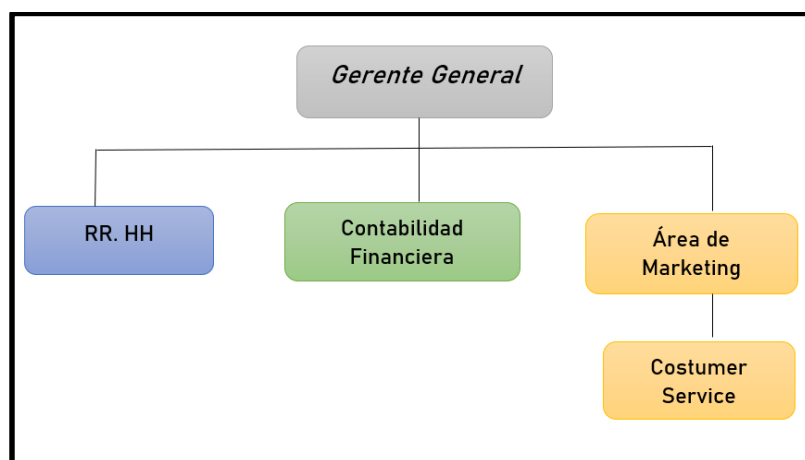 Gerente General
RR. HH
Contabilidad
Financiera
Área de
Marketing
Costumer
Service